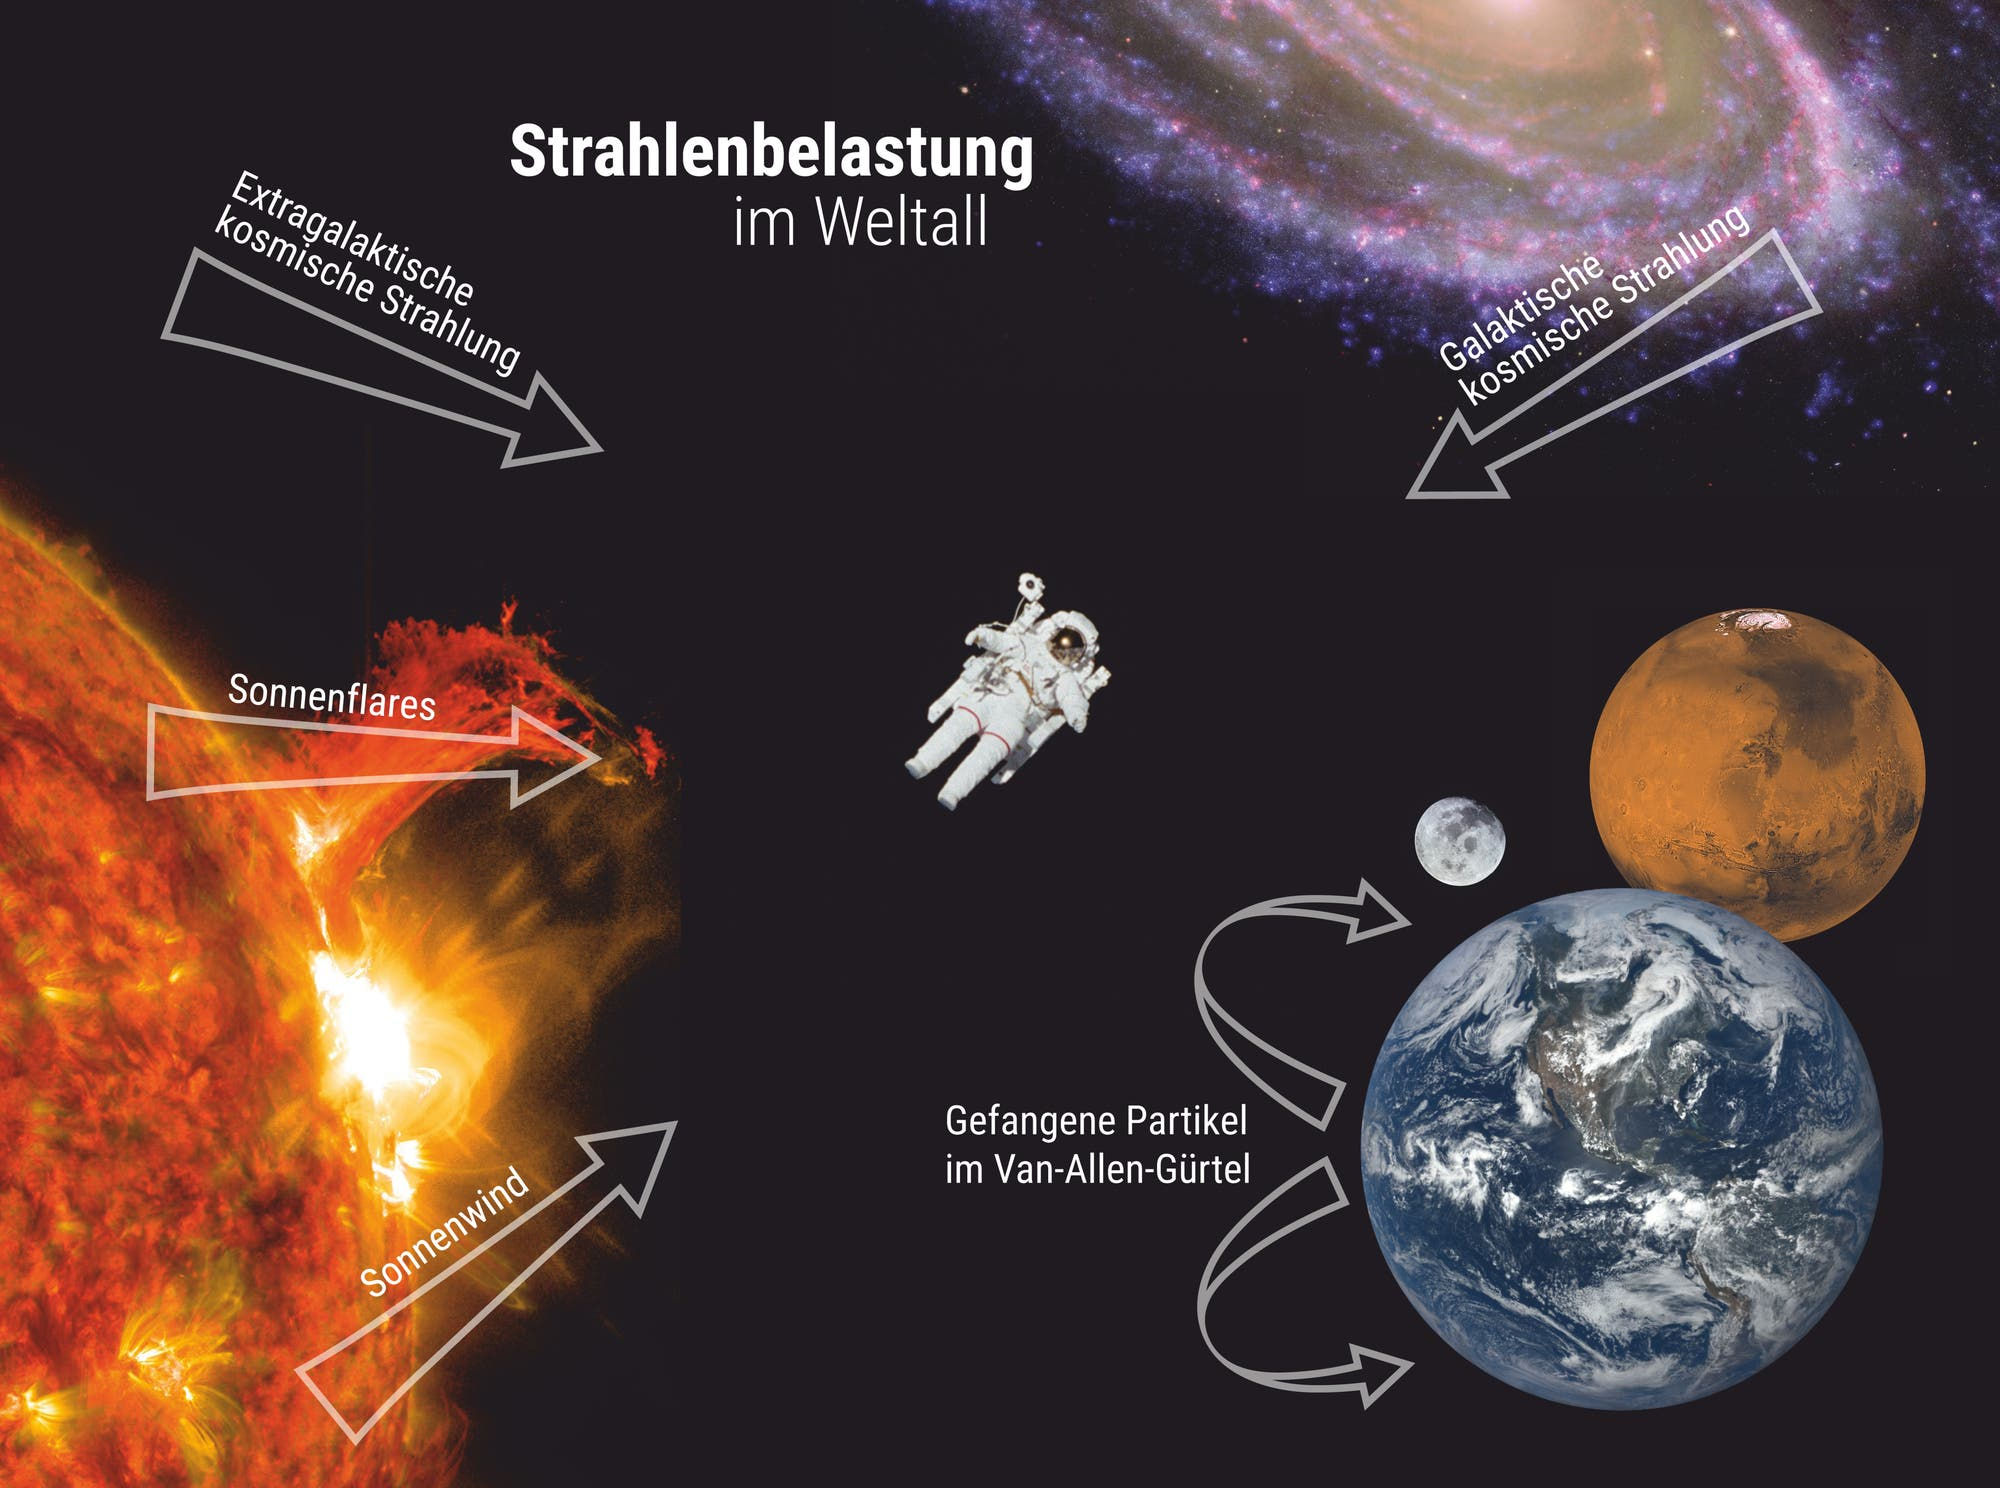 Strahlenbelastung
im Weltall
Extragalaktische
kosmische Strahlung
Galaktische
kosmische Strahlung
Sonnenflares
Gefangene Partikel
im Van-Allen-Gürtel
Sonnenwind